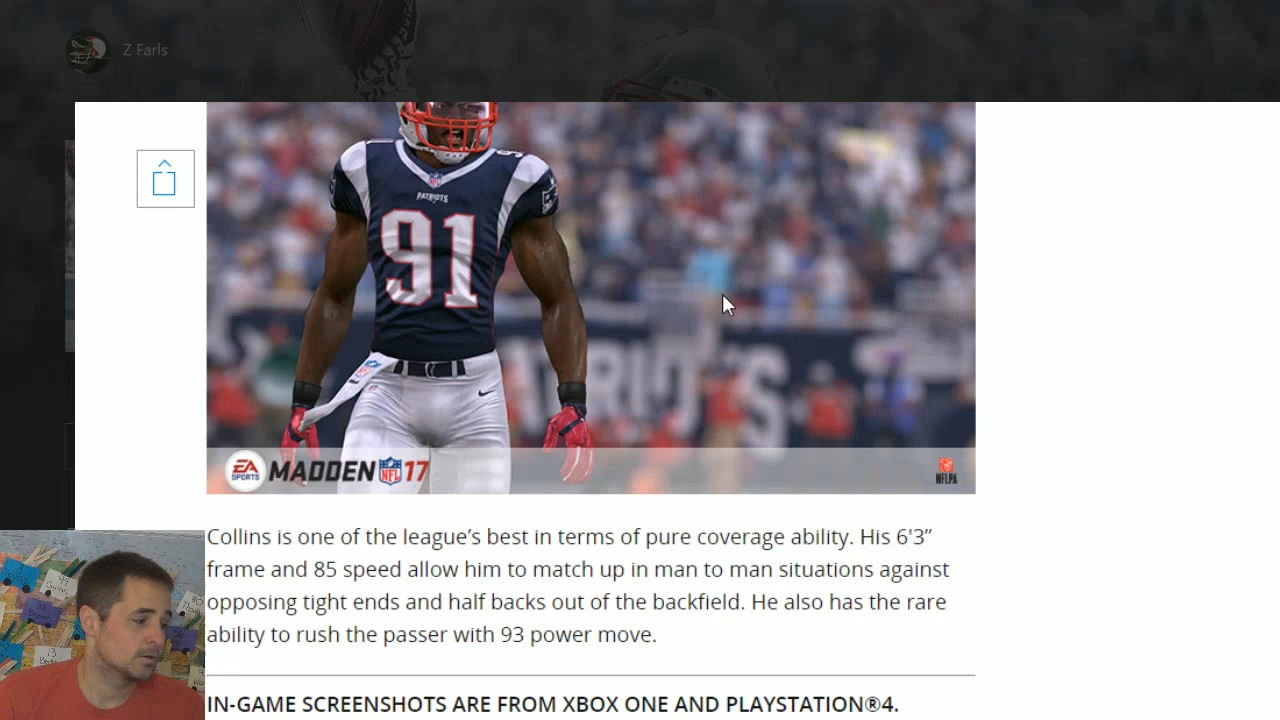 Z Farls
PATRIOTS
91
EA
SPORTS
MADDEN NFL 17
NFLPA
Collins is one of the league's best in terms of pure coverage ability. His 6'3”
frame and 85 speed allow him to match up in man to man situations against
opposing tight ends and half backs out of the backfield. He also has the rare
ability to rush the passer with 93 power move.
IN-GAME SCREENSHOTS ARE FROM XBOX ONE AND PLAYSTATION®4.